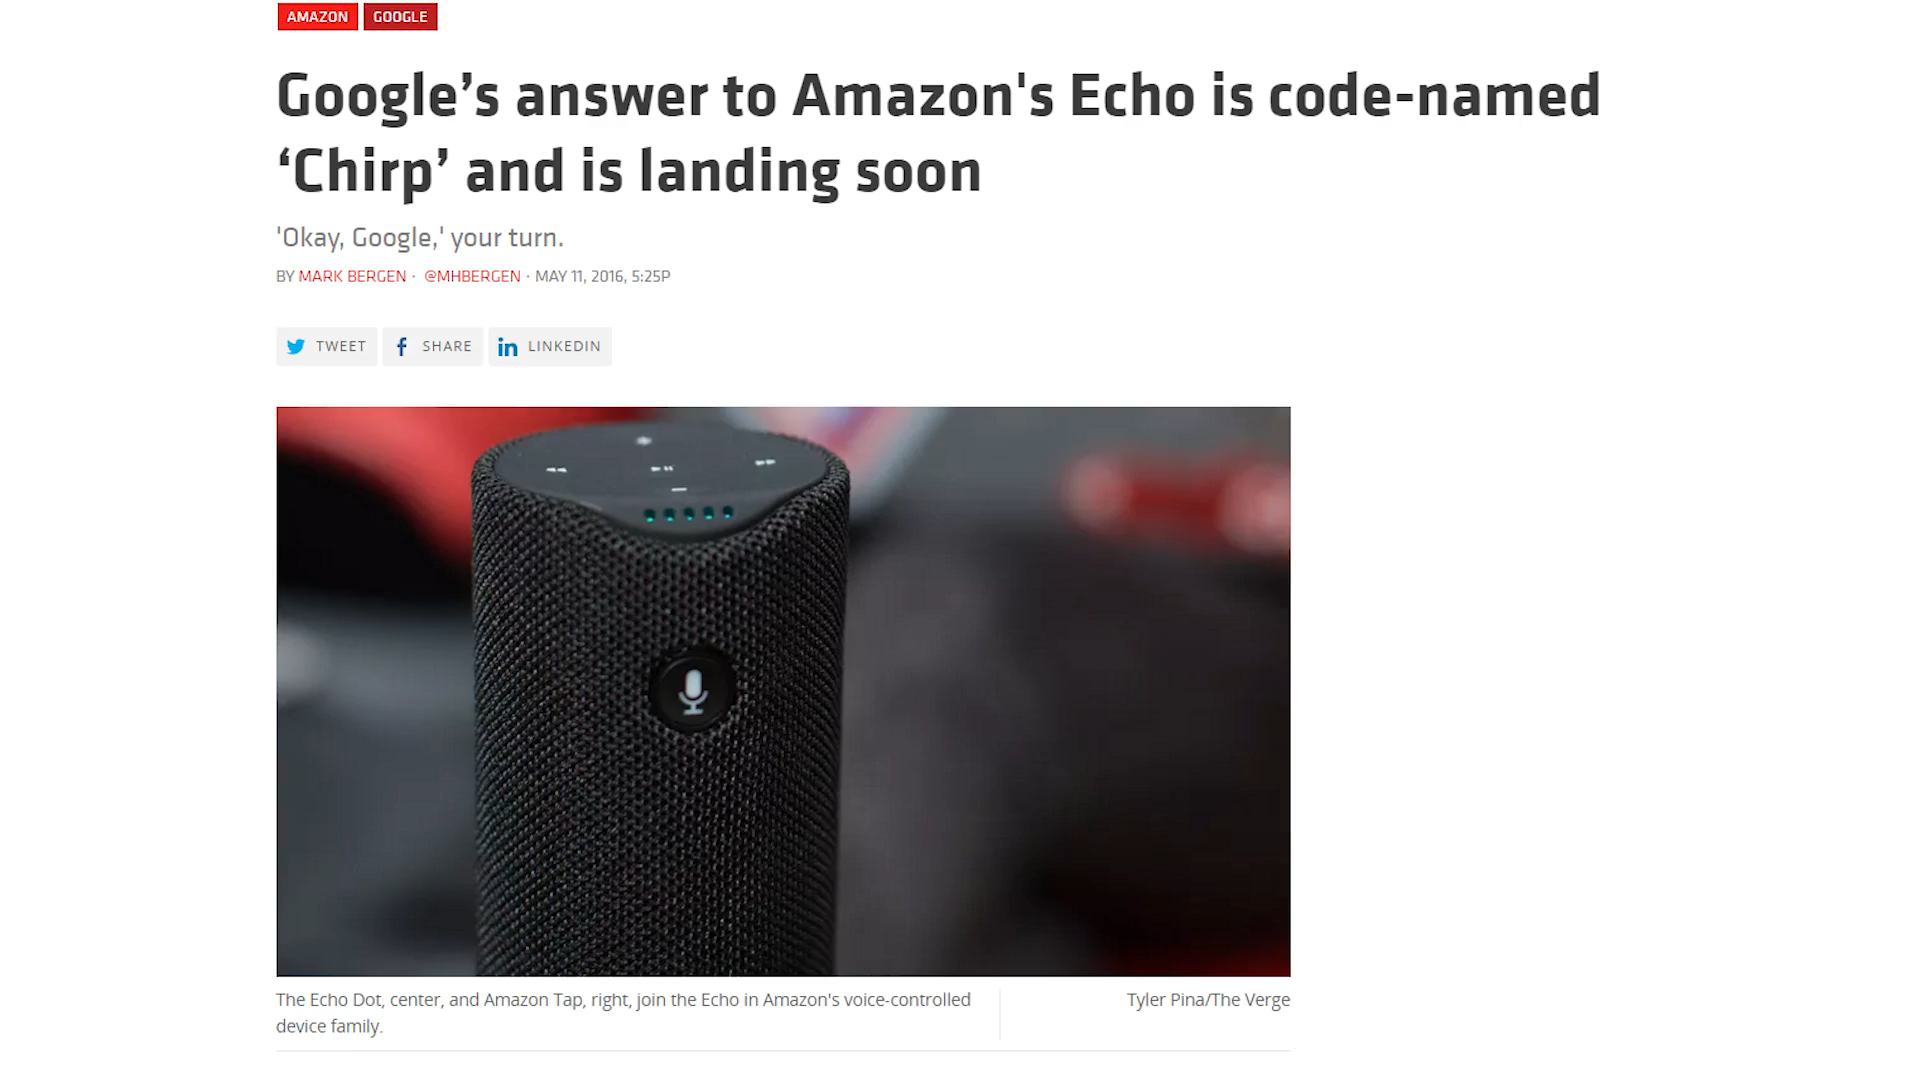 AMAZON GOOGLE
Google’s answer to Amazon's Echo is code-named
‘Chirp’ and is landing soon
'Okay, Google,' your turn.
BY MARK BERGEN · @MHBERGEN · MAY 11, 2016, 5:25P
TWEET SHARE LINKEDIN
The Echo Dot, center, and Amazon Tap, right, join the Echo in Amazon's voice-controlled
device family.
Tyler Pina/The Verge